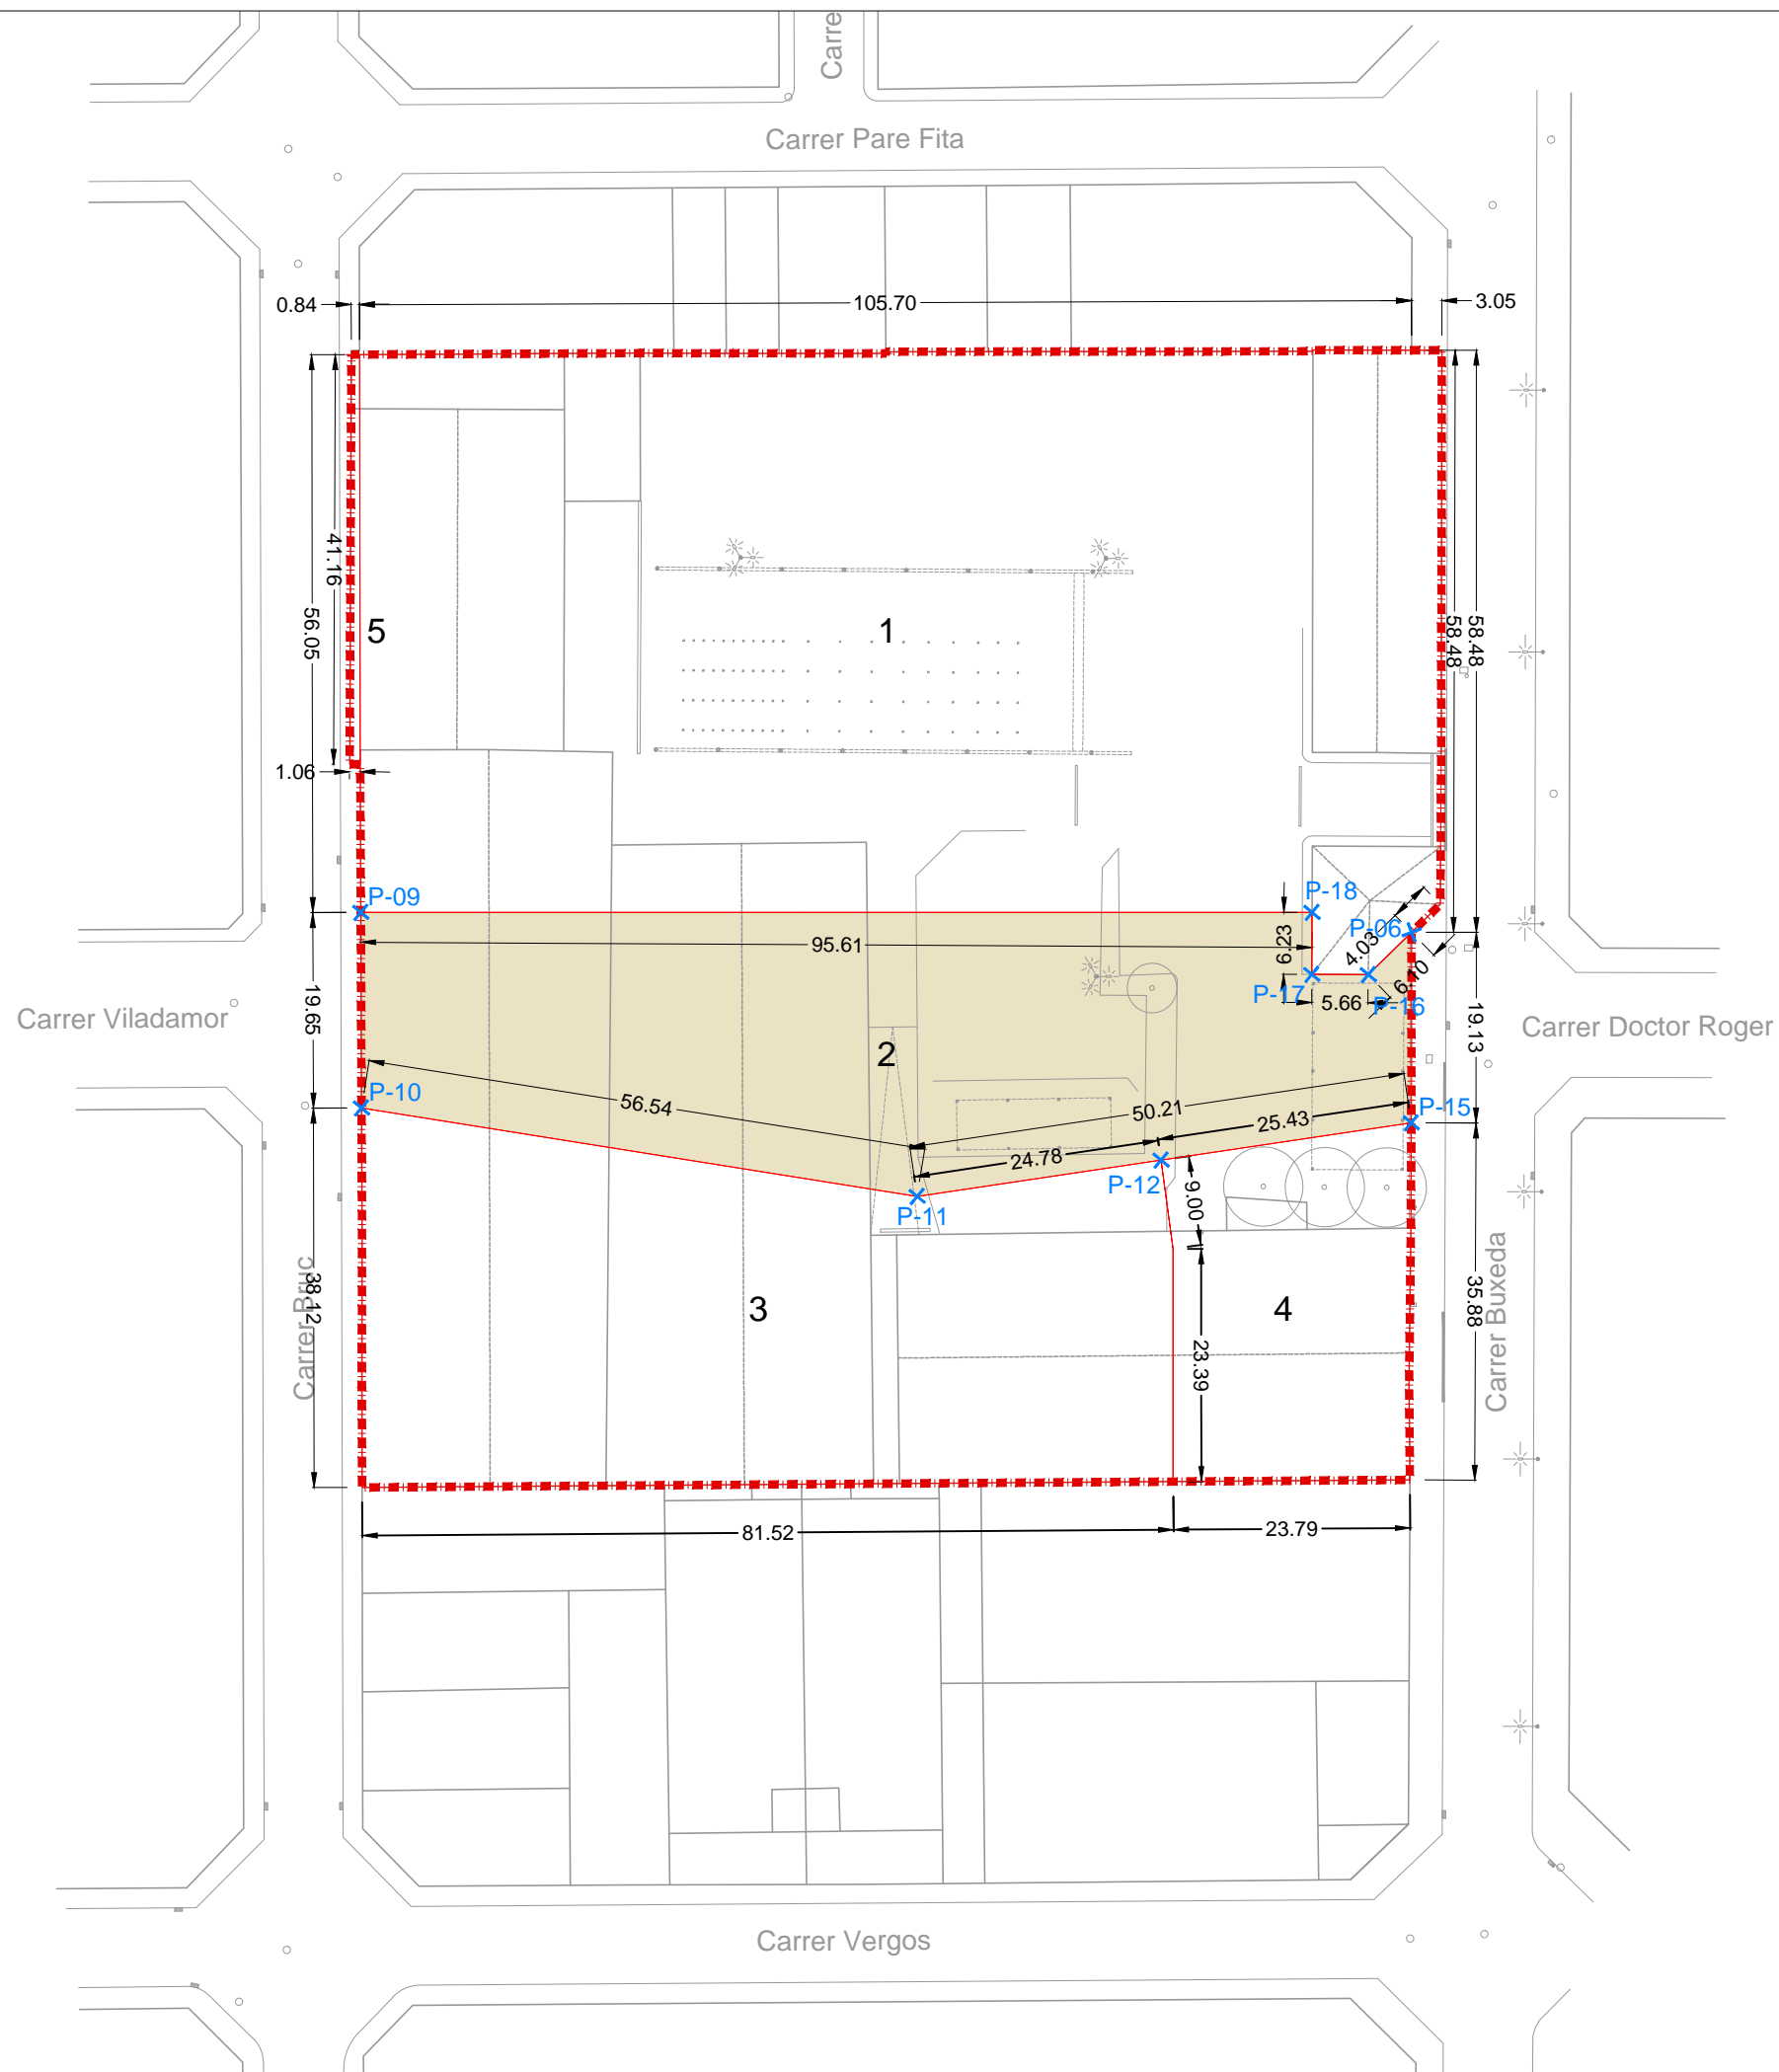 Carre
Carrer Pare Fita
0.84
105.70
3.05
41.16
56.05
5
1
58.48
58.48
1.06
P-09
P-18
P-06
6.23
4.03
95.61
6.10
P-17
5.66
P-16
19.65
19.13
Carrer Viladamor
Carrer Doctor Roger
2
P-10
56.54
50.21
25.43
P-15
24.78
P-12
9.00
P-11
38.12
Carrer Bruc
3
4
23.39
35.88
Carrer Buxeda
81.52
23.79
Carrer Vergos